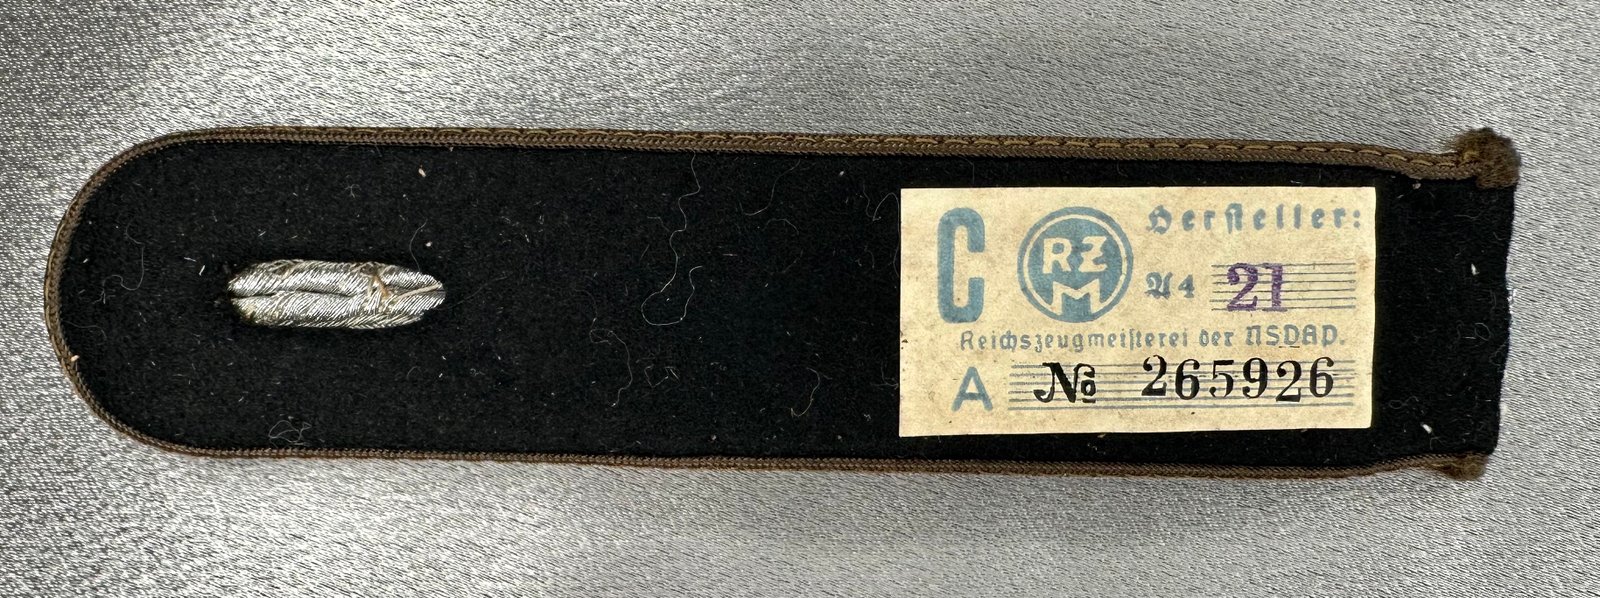 C RZM Hersteller:
A4 21
Reichszeugmeisterei der NSDAP.
A № 265926